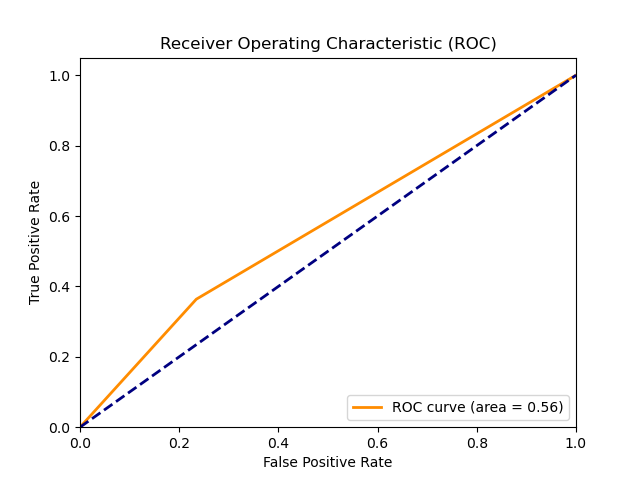 Receiver Operating Characteristic (ROC)
True Positive Rate
1.0
0.8
0.6
0.4
0.2
0.0
ROC curve (area = 0.56)
0.0 0.2 0.4 0.6 0.8 1.0
False Positive Rate